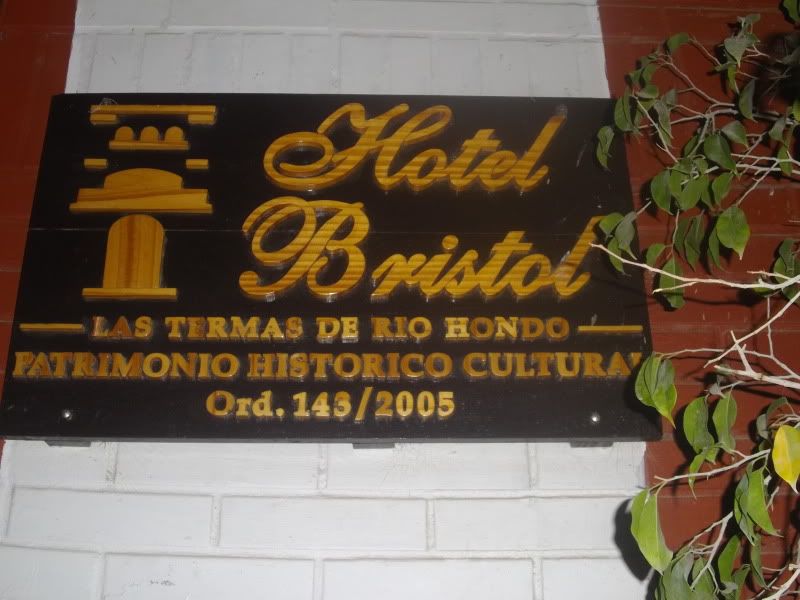 Hotel
Bristol
LAS TERMAS DE RIO HONDO
PATRIMONIO HISTORICO CULTURAL
Ord. 143/2005